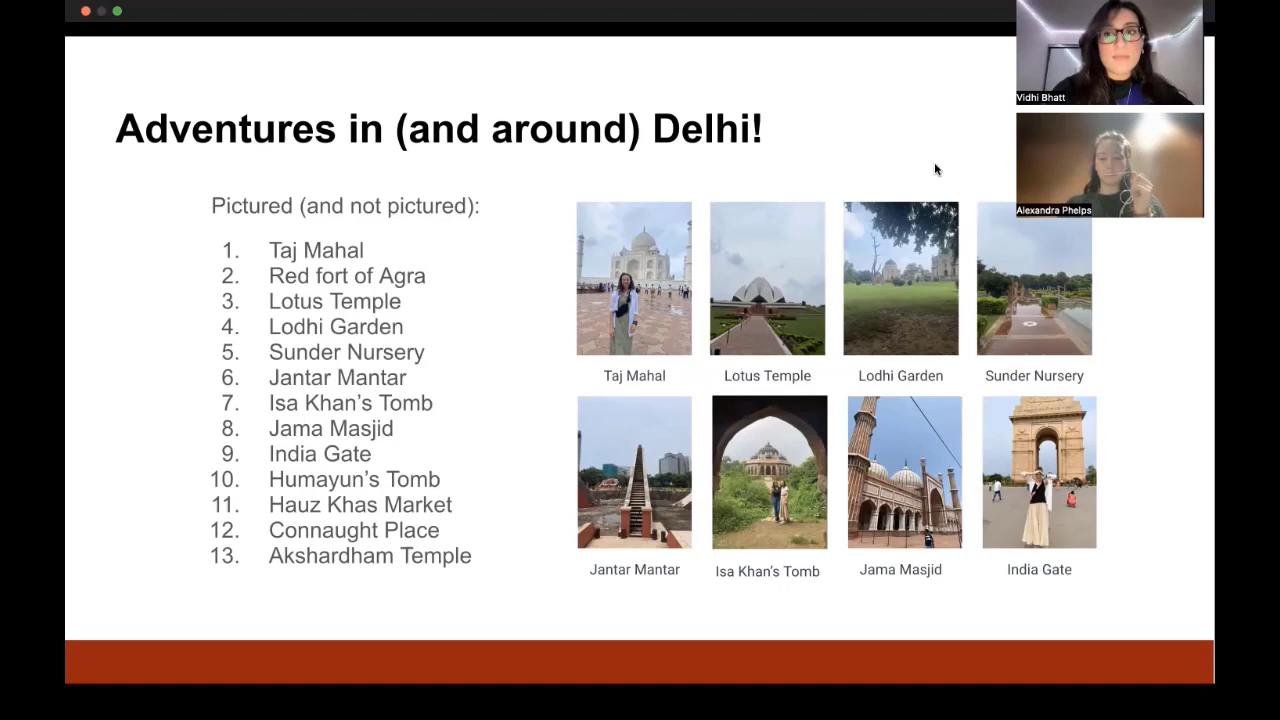 Vidhi Bhatt
Adventures in (and around) Delhi!
Alexandra Phelps
Pictured (and not pictured):
1. Taj Mahal
2. Red fort of Agra
3. Lotus Temple
4. Lodhi Garden
5. Sunder Nursery
6. Jantar Mantar
7. Isa Khan's Tomb
8. Jama Masjid
9. India Gate
10. Humayun's Tomb
11. Hauz Khas Market
12. Connaught Place
13. Akshardham Temple
Taj Mahal
Lotus Temple
Lodhi Garden
Sunder Nursery
Jantar Mantar
Isa Khan's Tomb
Jama Masjid
India Gate